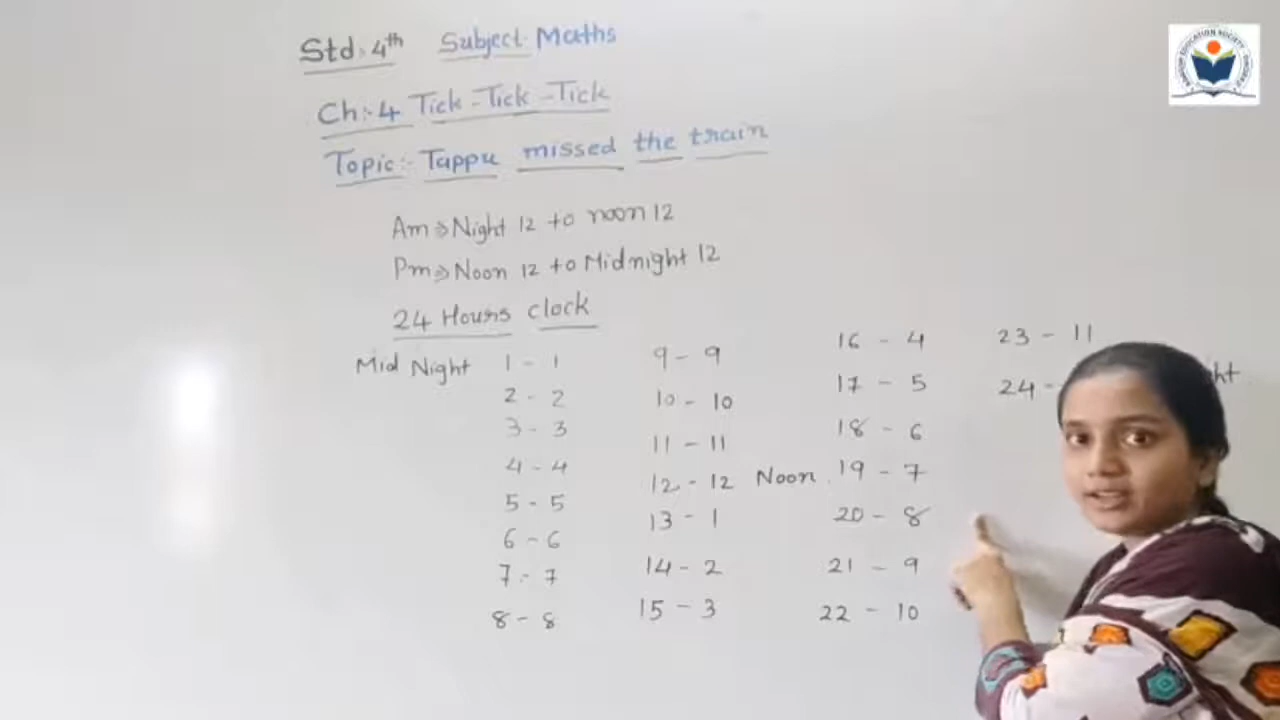 Std:- 4th Subject:- Maths
Ch:- 4 Tick-Tick-Tick
Topic:- Tappu missed the train
Am => Night 12 to noon 12
Pm => Noon 12 to Midnight 12
24 Hours clock
Mid Night 1 - 1
2 - 2
3 - 3
4 - 4
5 - 5
6 - 6
7 - 7
8 - 8
9 - 9
10 - 10
11 - 11
12 - 12 Noon
13 - 1
14 - 2
15 - 3
16 - 4
17 - 5
18 - 6
19 - 7
20 - 8
21 - 9
22 - 10
23 - 11
24 -